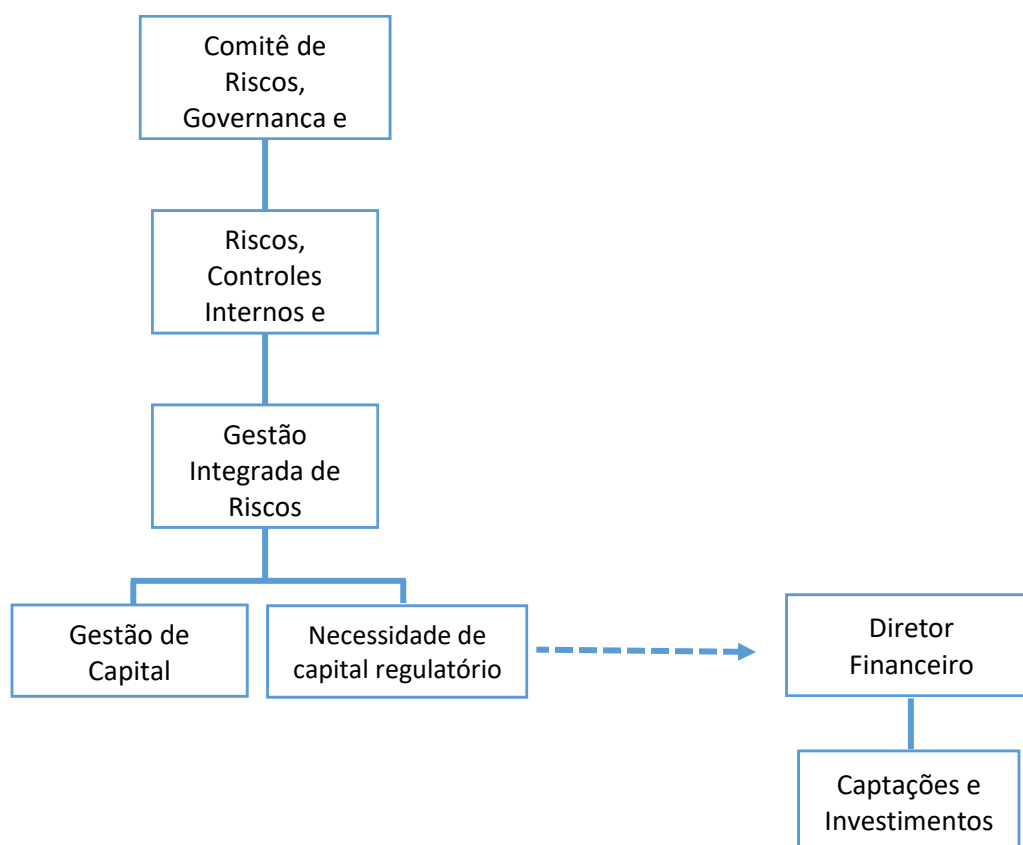 Comitê de
Riscos,
Governança e
Riscos,
Controles
Internos e
Gestão
Integrada de
Riscos
Gestão de
Capital
Necessidade de
capital regulatório
Diretor
Financeiro
Captações e
Investimentos